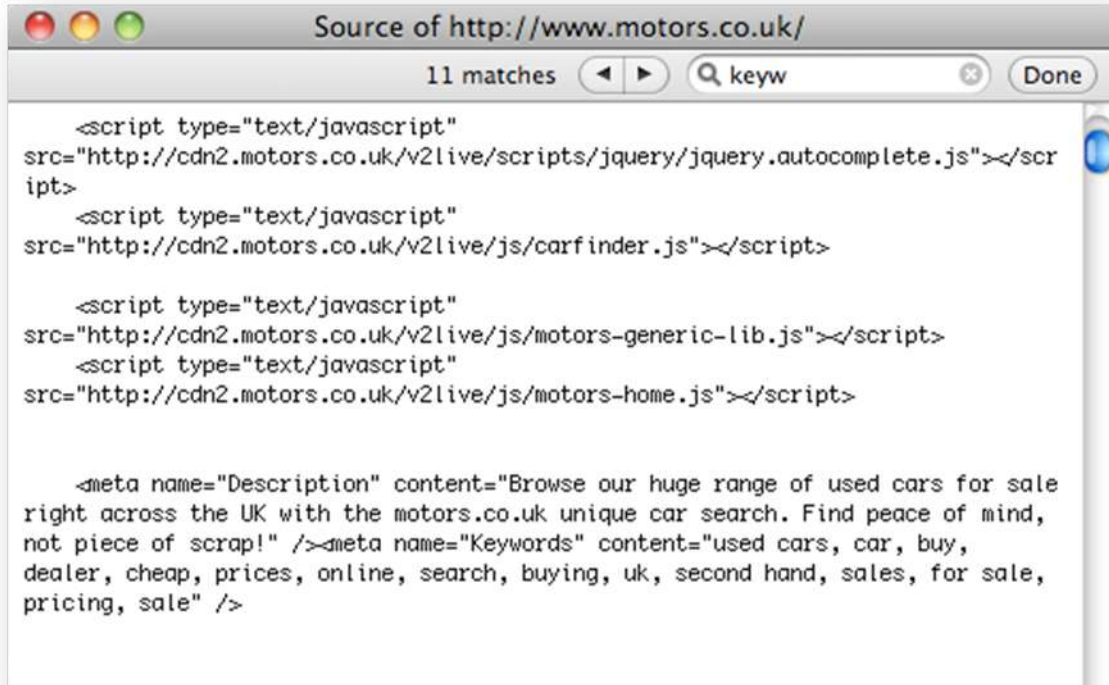 Source of http://www.motors.co.uk/
11 matches keyw Done
<script type="text/javascript"
src="http://cdn2.motors.co.uk/v2live/scripts/jquery/jquery.autocomplete.js"></scr
ipt>
<script type="text/javascript"
src="http://cdn2.motors.co.uk/v2live/js/carfinder.js"></script>
<script type="text/javascript"
src="http://cdn2.motors.co.uk/v2live/js/motors-generic-lib.js"></script>
<script type="text/javascript"
src="http://cdn2.motors.co.uk/v2live/js/motors-home.js"></script>
<meta name="Description" content="Browse our huge range of used cars for sale
right across the UK with the motors.co.uk unique car search. Find peace of mind,
not piece of scrap!" /><meta name="Keywords" content="used cars, car, buy,
dealer, cheap, prices, online, search, buying, uk, second hand, sales, for sale,
pricing, sale" />